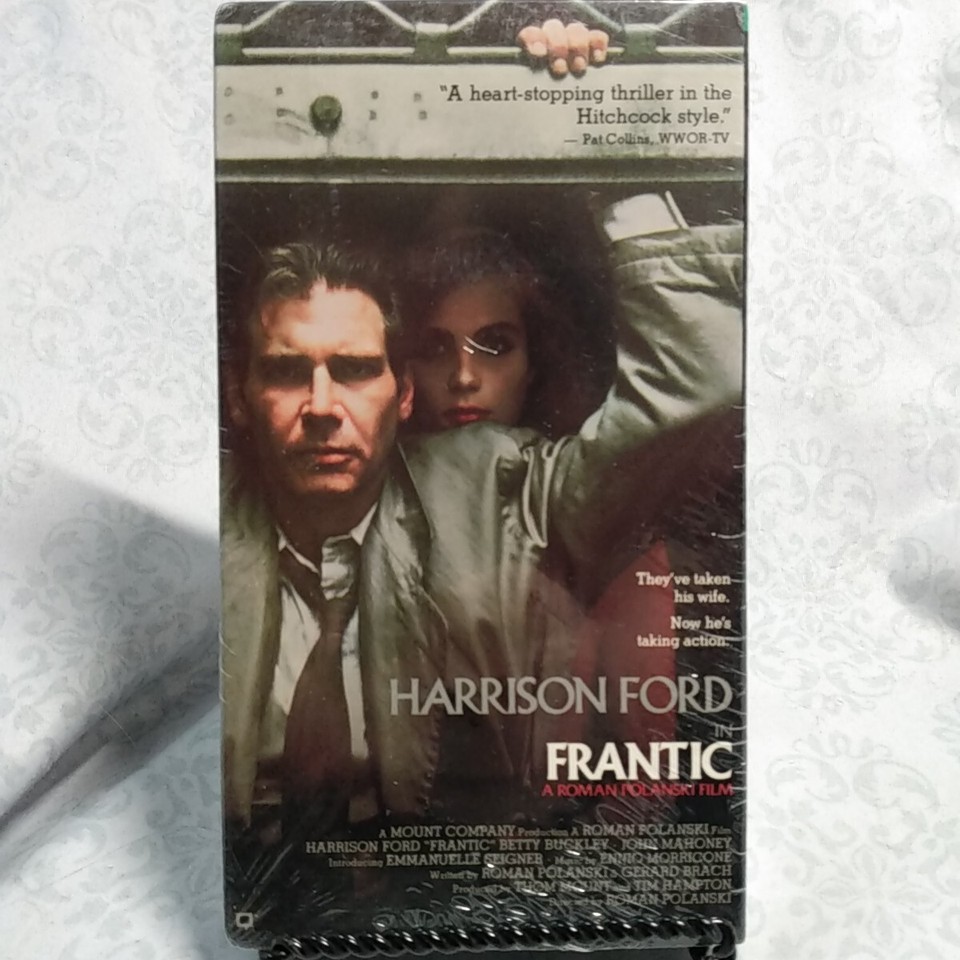 "A heart-stopping thriller in the
Hitchcock style."
— Pat Collins, WWOR-TV
They've taken
his wife.
Now he's
taking action.
HARRISON FORD
IN
FRANTIC
A ROMAN POLANSKI FILM
A MOUNT COMPANY Production A ROMAN POLANSKI Film
HARRISON FORD "FRANTIC" BETTY BUCKLEY · JOHN MAHONEY
Introducing EMMANUELLE SEIGNER · Music by ENNIO MORRICONE
Written by ROMAN POLANSKI & GERARD BRACH
Produced by THOM MOUNT and TIM HAMPTON
Directed by ROMAN POLANSKI